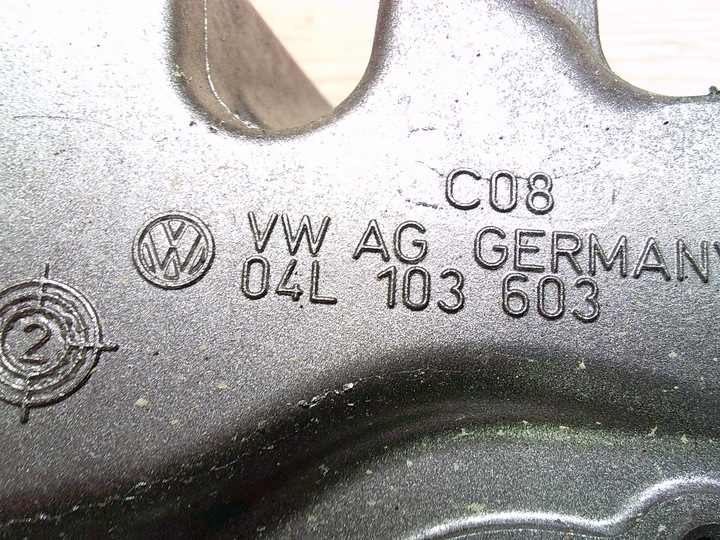 C08
VW AG GERMANY
04L 103 603
2